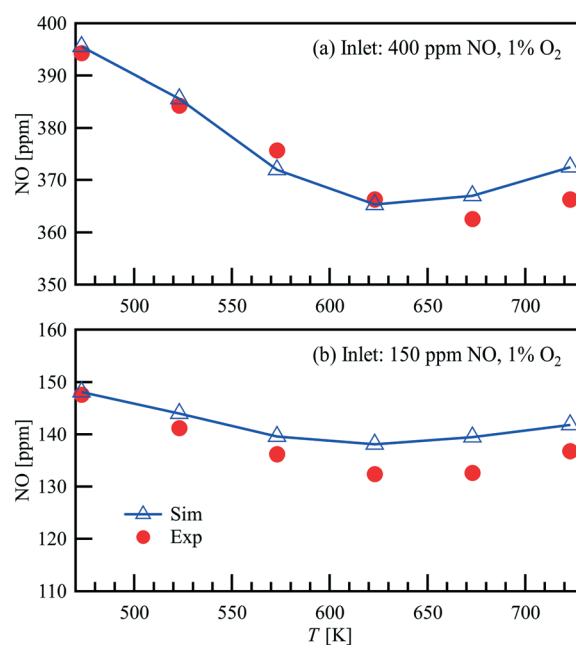 400
390
380
370
360
350
NO [ppm]
(a) Inlet: 400 ppm NO, 1% O₂
500 550 600 650 700
160
150
140
130
120
110
NO [ppm]
(b) Inlet: 150 ppm NO, 1% O₂
Sim
Exp
500 550 600 650 700
T [K]